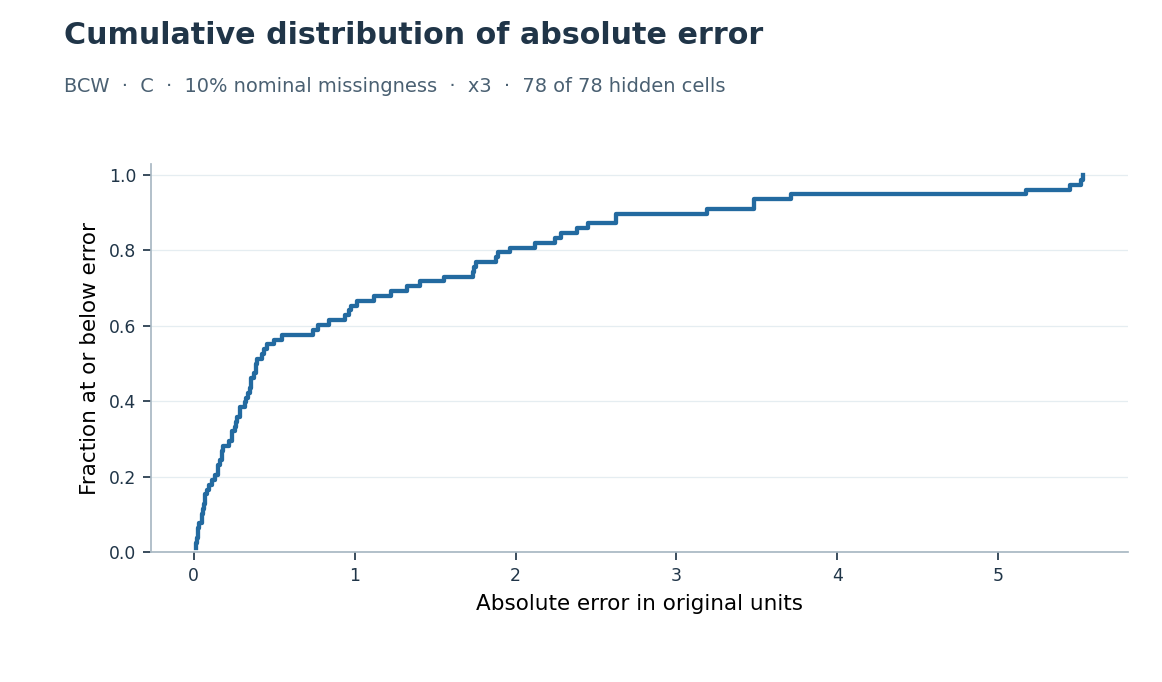 Cumulative distribution of absolute error
BCW · C · 10% nominal missingness · x3 · 78 of 78 hidden cells
Fraction at or below error
1.0
0.8
0.6
0.4
0.2
0.0
0 1 2 3 4 5
Absolute error in original units